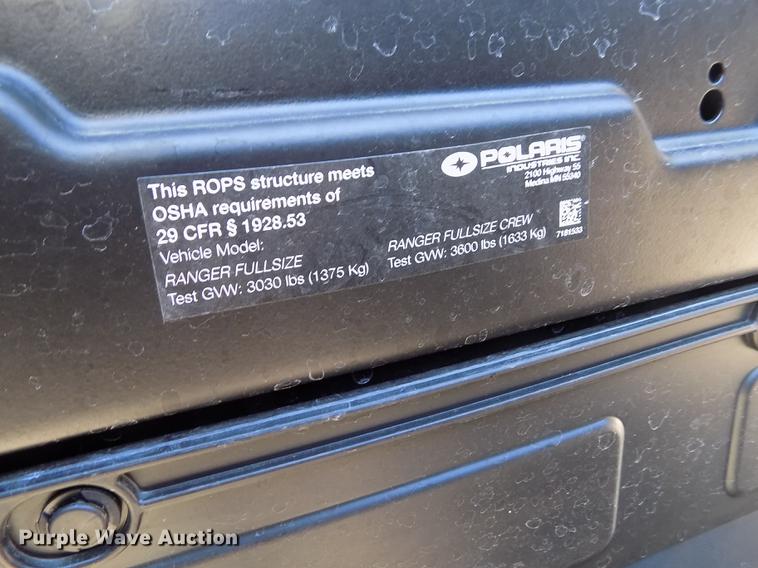 This ROPS structure meets
OSHA requirements of
29 CFR § 1928.53
Vehicle Model:
RANGER FULLSIZE
Test GVW: 3030 lbs (1375 Kg)
RANGER FULLSIZE CREW
Test GVW: 3600 lbs (1633 Kg)
POLARIS
INDUSTRIES INC.
2100 Highway 55
Medina MN 55340
7181533
Purple Wave Auction